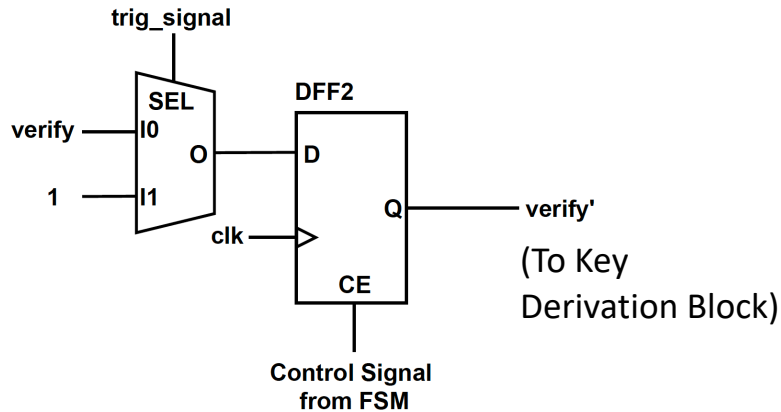 trig_signal
DFF2
SEL
verify
I0
O
D
1
I1
Q
verify'
clk
(To Key
Derivation Block)
CE
Control Signal
from FSM